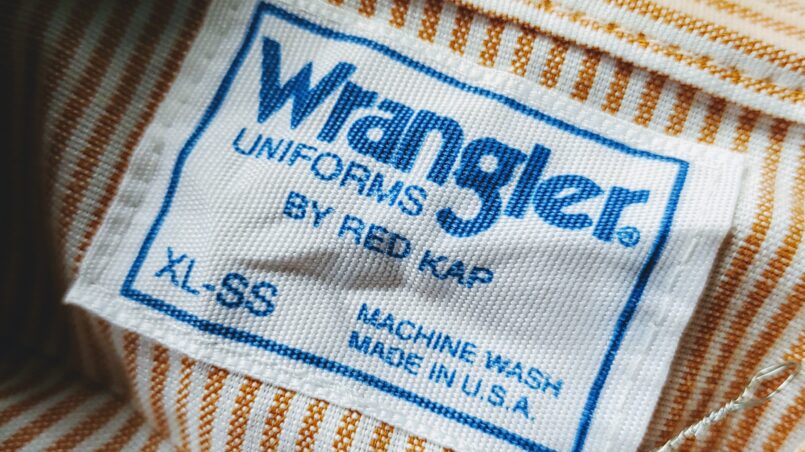 Wrangler®
UNIFORMS
BY RED KAP
XL-SS
MACHINE WASH
MADE IN U.S.A.